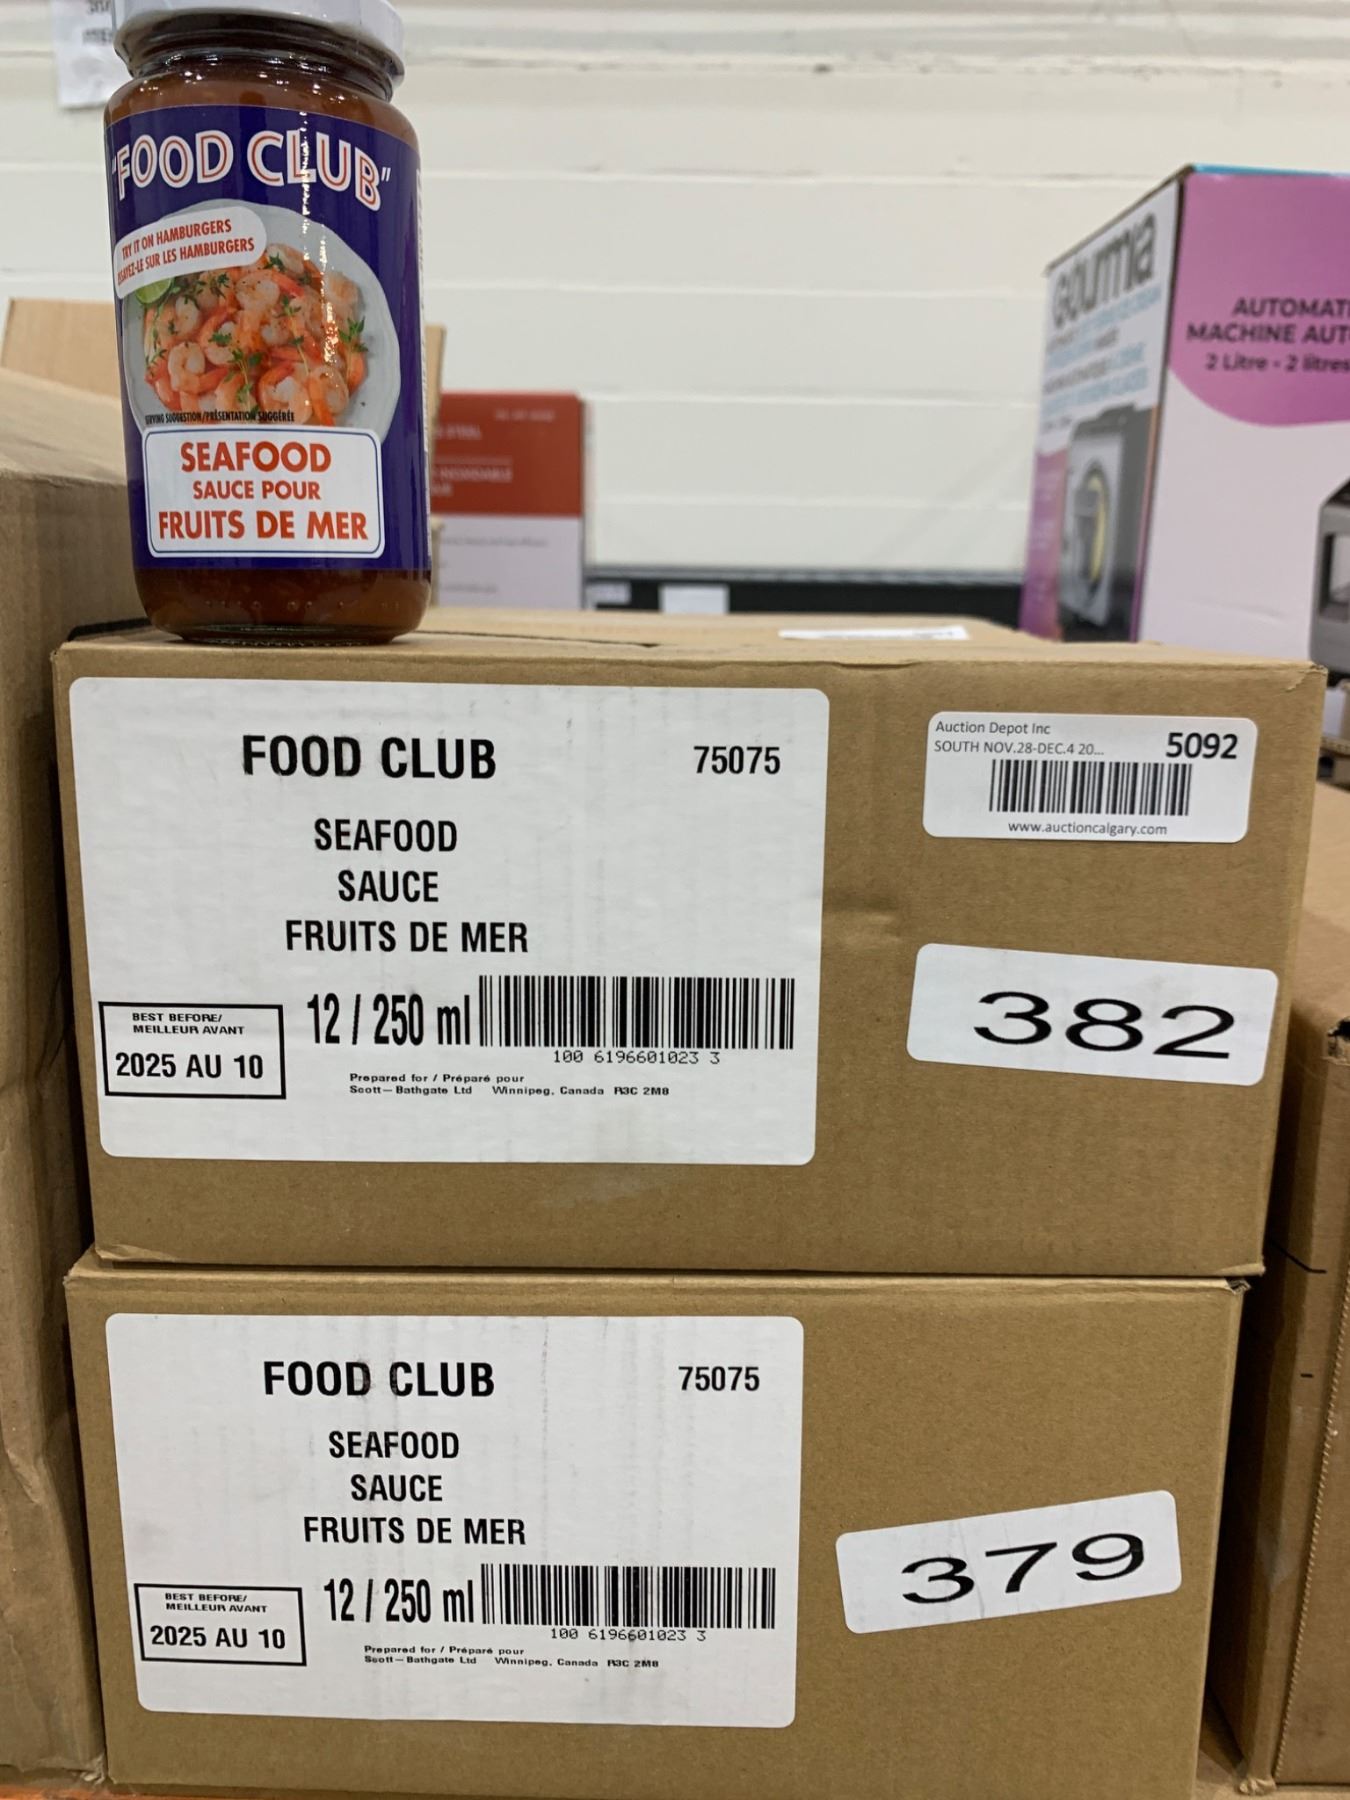 "FOOD CLUB"
TRY IT ON HAMBURGERS
ESSAYEZ-LE SUR LES HAMBURGERS
SERVING SUGGESTION/PRÉSENTATION SUGGÉRÉE
SEAFOOD
SAUCE POUR
FRUITS DE MER
Gourmia
AUTOMATI
MACHINE AUT
2 Litre - 2 litres
FOOD CLUB 75075
SEAFOOD
SAUCE
FRUITS DE MER
12 / 250 ml
BEST BEFORE/
MEILLEUR AVANT
2025 AU 10
100 6196601023 3
Prepared for / Préparé pour
Scott-Bathgate Ltd Winnipeg, Canada R3C 2M8
Auction Depot Inc
SOUTH NOV.28-DEC.4 20... 5092
www.auctioncalgary.com
382
FOOD CLUB 75075
SEAFOOD
SAUCE
FRUITS DE MER
12 / 250 ml
BEST BEFORE/
MEILLEUR AVANT
2025 AU 10
100 6196601023 3
Prepared for / Préparé pour
Scott-Bathgate Ltd Winnipeg, Canada R3C 2M8
379